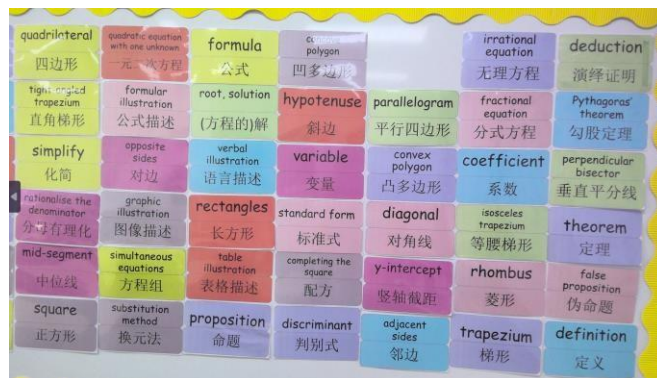 quadrilateral
四边形
quadratic equation
with one unknown
一元二次方程
formula
公式
polygon
凹多边形
irrational
equation
无理方程
deduction
演绎证明
tight-angled
trapezium
直角梯形
formular
illustration
公式描述
root, solution
(方程的)解
hypotenuse
斜边
parallelogram
平行四边形
fractional
equation
分式方程
Pythagoras'
theorem
勾股定理
simplify
化简
opposite
sides
对边
verbal
illustration
语言描述
variable
变量
convex
polygon
凸多边形
coefficient
系数
perpendicular
bisector
垂直平分线
rationalise the
denominator
分母有理化
graphic
illustration
图像描述
rectangles
长方形
standard form
标准式
diagonal
对角线
isosceles
trapezium
等腰梯形
theorem
定理
mid-segment
中位线
simultaneous
equations
方程组
table
illustration
表格描述
completing the
square
配方
y-intercept
竖轴截距
rhombus
菱形
false
proposition
伪命题
square
正方形
substitution
method
换元法
proposition
命题
discriminant
判别式
adjacent
sides
邻边
trapezium
梯形
definition
定义